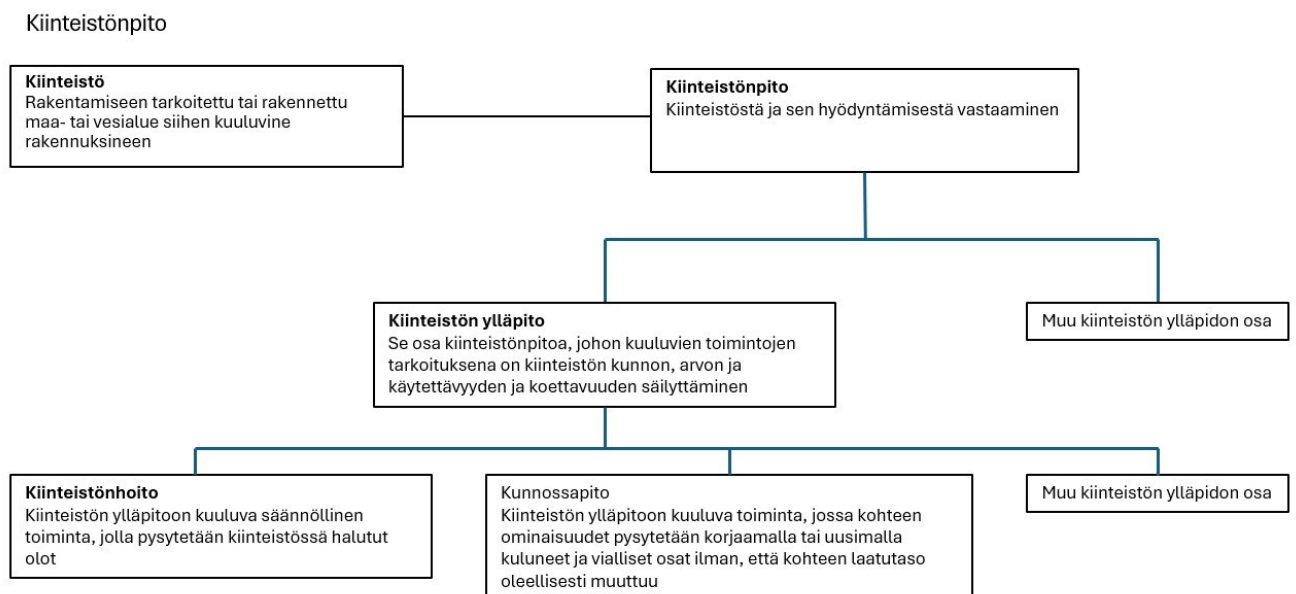 Kiinteistönpito
Kiinteistö
Rakentamiseen tarkoitettu tai rakennettu
maa- tai vesialue siihen kuuluvine
rakennuksineen
Kiinteistönpito
Kiinteistöstä ja sen hyödyntämisestä vastaaminen
Kiinteistön ylläpito
Se osa kiinteistönpitoa, johon kuuluvien toimintojen
tarkoituksena on kiinteistön kunnon, arvon ja
käytettävyyden ja koettavuuden säilyttäminen
Muu kiinteistön ylläpidon osa
Kiinteistönhoito
Kiinteistön ylläpitoon kuuluva säännöllinen
toiminta, jolla pysytetään kiinteistössä halutut
olot
Kunnossapito
Kiinteistön ylläpitoon kuuluva toiminta, jossa kohteen
ominaisuudet pysytetään korjaamalla tai uusimalla
kuluneet ja vialliset osat ilman, että kohteen laatutaso
oleellisesti muuttuu
Muu kiinteistön ylläpidon osa